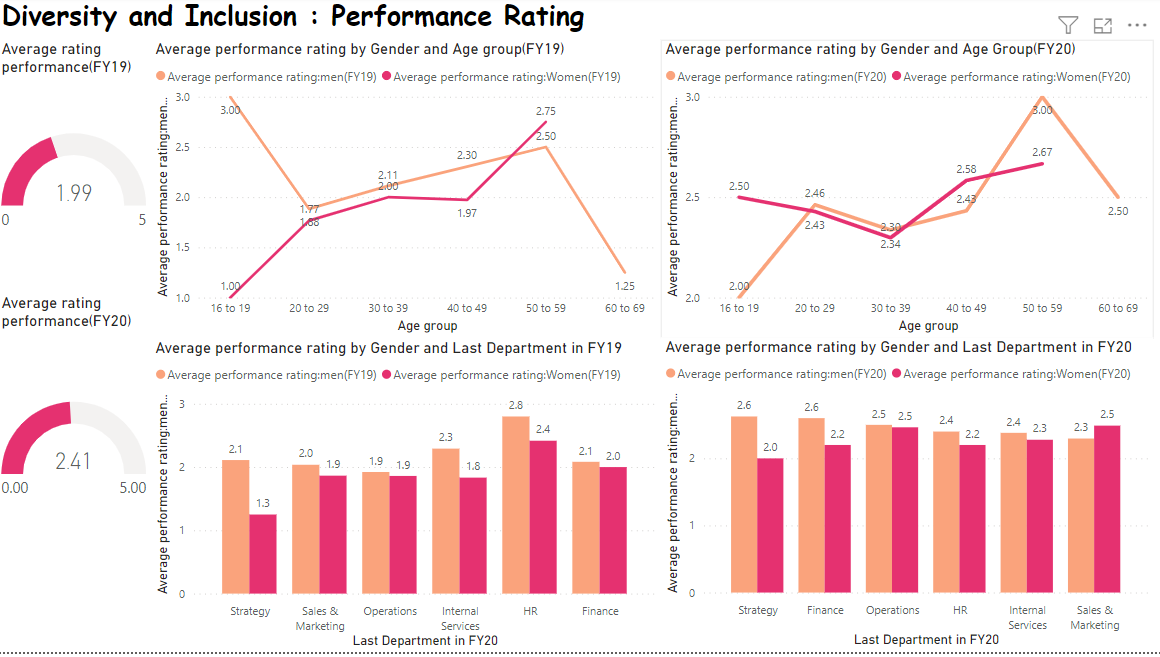 Diversity and Inclusion : Performance Rating
Average rating
performance(FY19)
1.99
0
5
Average rating
performance(FY20)
2.41
0.00
5.00
Average performance rating by Gender and Age group(FY19)
Average performance rating:men(FY19)
Average performance rating:Women(FY19)
Average performance rating:men...
3.0
2.5
2.0
1.5
1.0
3.00
1.77
1.88
2.11
2.00
2.30
1.97
2.75
2.50
1.00
1.25
16 to 19
20 to 29
30 to 39
40 to 49
50 to 59
60 to 69
Age group
Average performance rating by Gender and Age Group(FY20)
Average performance rating:men(FY20)
Average performance rating:Women(FY20)
Average performance rating:men...
3.0
2.5
2.0
2.50
2.00
2.46
2.43
2.30
2.34
2.58
2.43
3.00
2.67
2.50
16 to 19
20 to 29
30 to 39
40 to 49
50 to 59
60 to 69
Age group
Average performance rating by Gender and Last Department in FY19
Average performance rating:men(FY19)
Average performance rating:Women(FY19)
Average performance rating:men...
3
2
1
0
2.1
1.3
2.0
1.9
1.9
1.9
2.3
1.8
2.8
2.4
2.1
2.0
Strategy
Sales &
Marketing
Operations
Internal
Services
HR
Finance
Last Department in FY20
Average performance rating by Gender and Last Department in FY20
Average performance rating:men(FY20)
Average performance rating:Women(FY20)
Average performance rating:men...
2
1
0
2.6
2.0
2.6
2.2
2.5
2.5
2.4
2.2
2.4
2.3
2.3
2.5
Strategy
Finance
Operations
HR
Internal
Services
Sales &
Marketing
Last Department in FY20